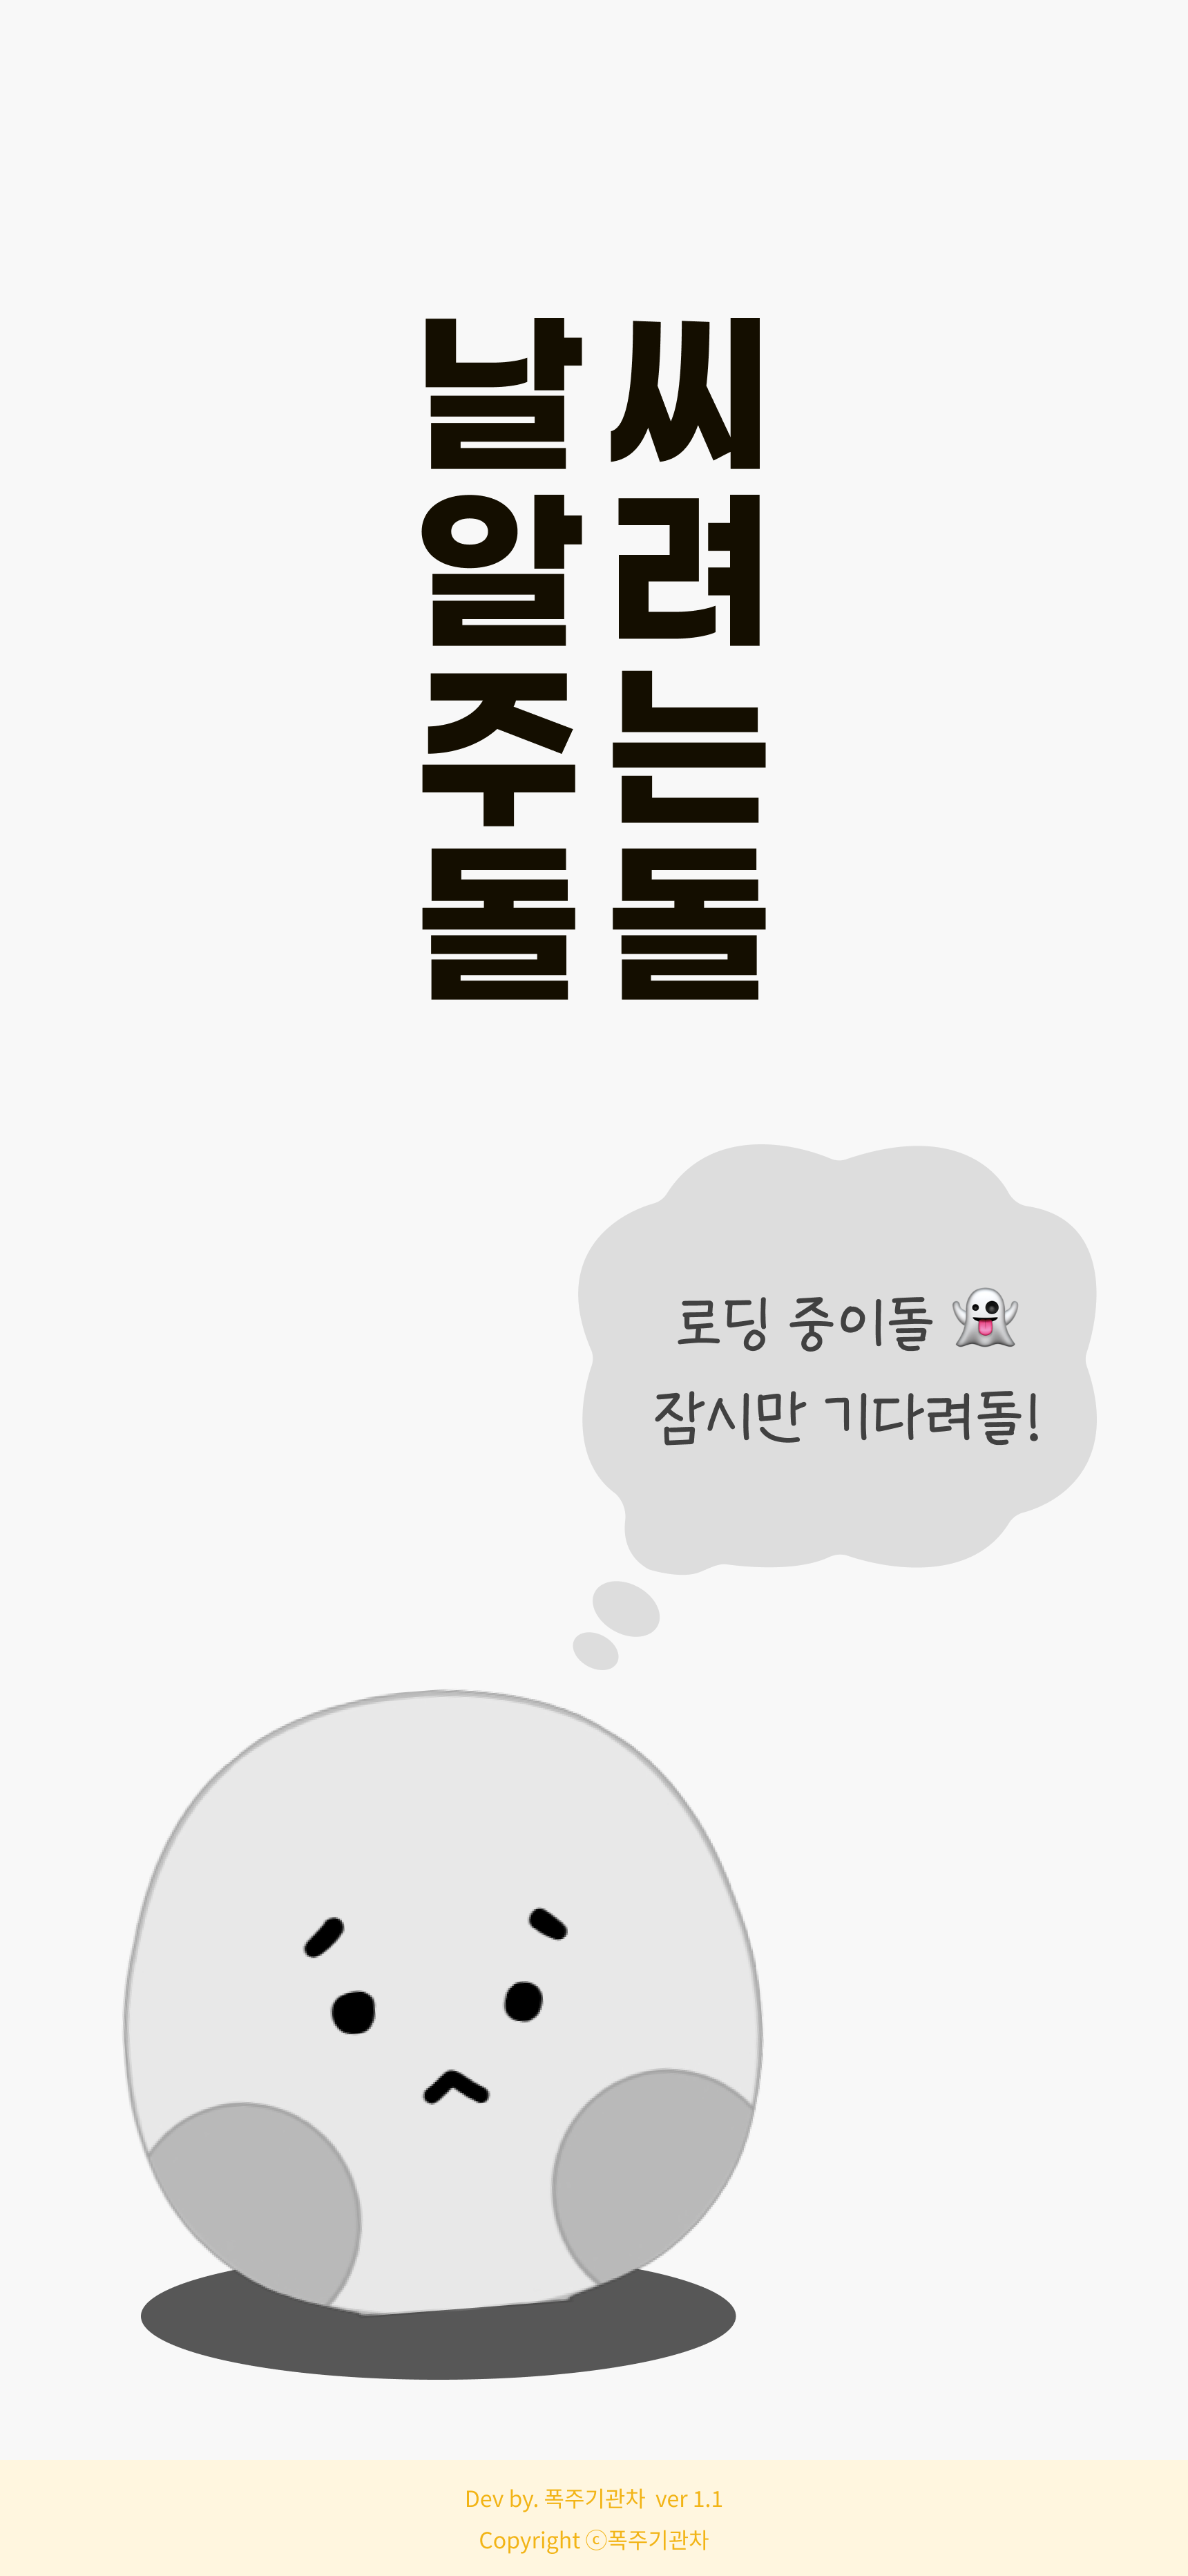 날씨
알려
주는
돌돌
로딩 중이돌 👻
잠시만 기다려돌!
Dev by. 폭주기관차 ver 1.1
Copyright ⓒ폭주기관차